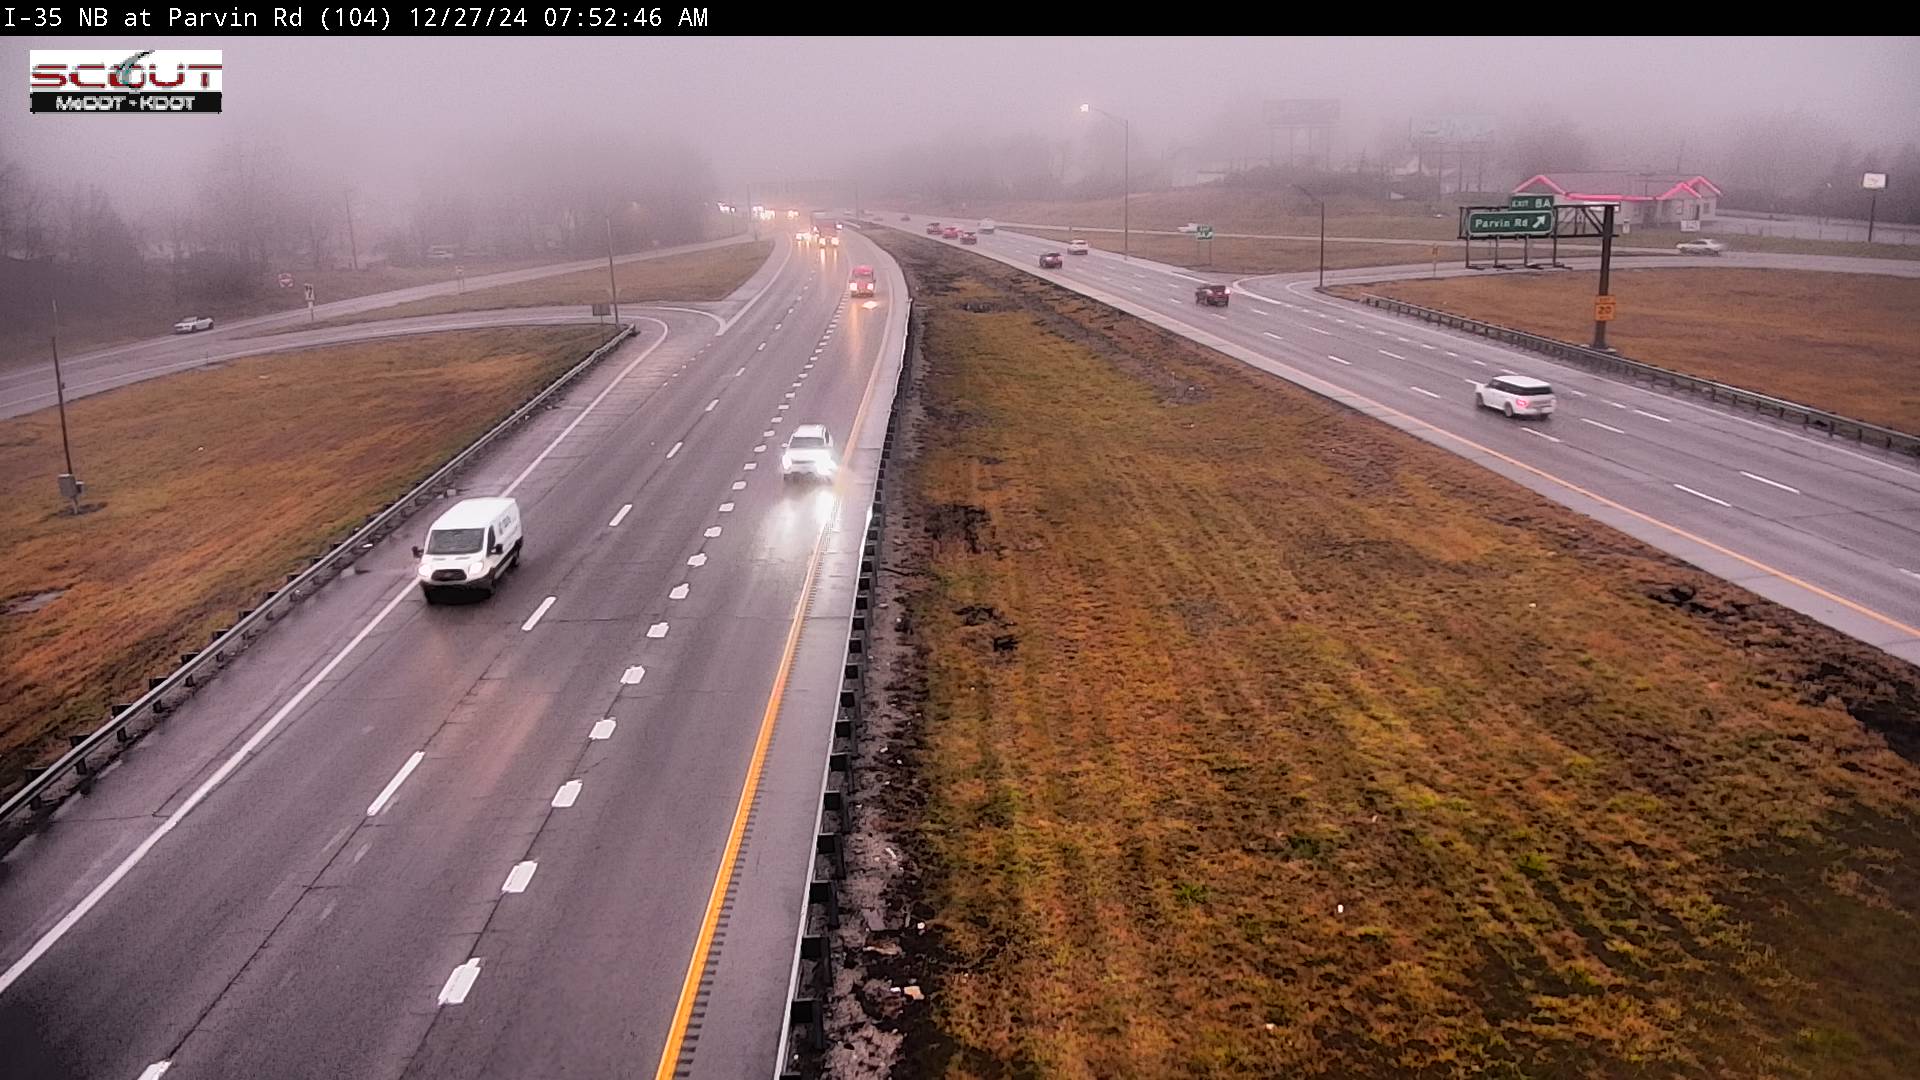 I-35 NB at Parvin Rd (104) 12/27/24 07:52:46 AM
SCOUT
MoDOT - KDOT
EXIT 8A
Parvin Rd
20